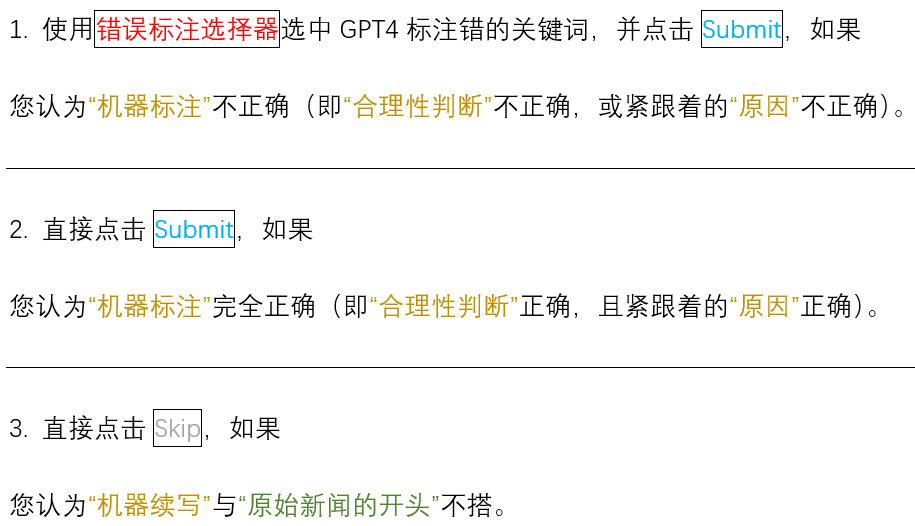 1. 使用错误标注选择器选中 GPT4 标注错的关键词，并点击 Submit，如果
您认为“机器标注”不正确（即“合理性判断”不正确，或紧跟着的“原因”不正确）。
2. 直接点击 Submit，如果
您认为“机器标注”完全正确（即“合理性判断”正确，且紧跟着的“原因”正确）。
3. 直接点击 Skip，如果
您认为“机器续写”与“原始新闻的开头”不搭。